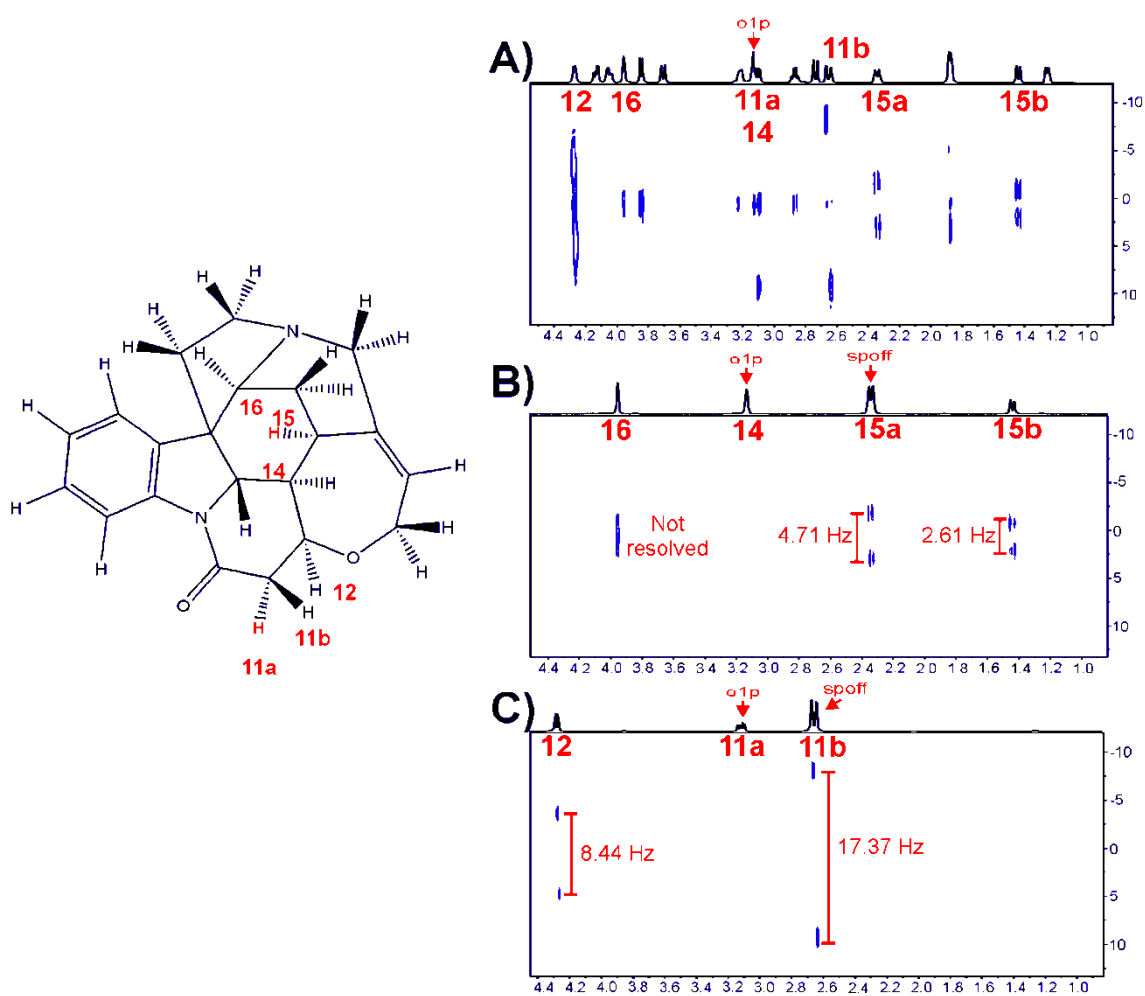 A)
o1p
11b
12
16
11a
15a
15b
14
-10
-5
0
5
10
4.4 4.2 4.0 3.8 3.6 3.4 3.2 3.0 2.8 2.6 2.4 2.2 2.0 1.8 1.6 1.4 1.2 1.0
B)
o1p
spoff
16
14
15a
15b
-10
-5
0
5
10
Not
resolved
4.71 Hz
2.61 Hz
4.4 4.2 4.0 3.8 3.6 3.4 3.2 3.0 2.8 2.6 2.4 2.2 2.0 1.8 1.6 1.4 1.2 1.0
C)
o1p
spoff
12
11a
11b
-10
-5
0
5
10
8.44 Hz
17.37 Hz
4.4 4.2 4.0 3.8 3.6 3.4 3.2 3.0 2.8 2.6 2.4 2.2 2.0 1.8 1.6 1.4 1.2 1.0
H H
H N H
H H H H
H H
16
15
H
H
14 H H
H
N H
H H
O H
O H 12
H
11b
H
11a